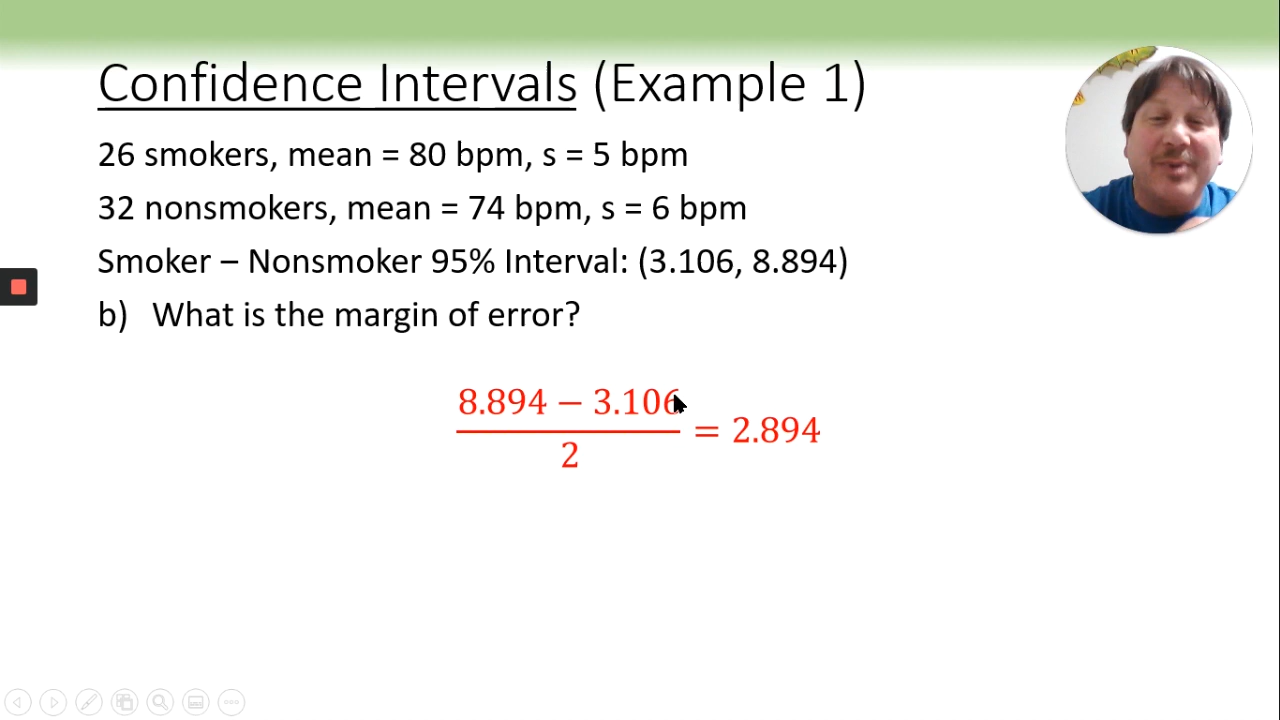 Confidence Intervals (Example 1)
26 smokers, mean = 80 bpm, s = 5 bpm
32 nonsmokers, mean = 74 bpm, s = 6 bpm
Smoker – Nonsmoker 95% Interval: (3.106, 8.894)
b) What is the margin of error?
8.894 − 3.106
2
= 2.894